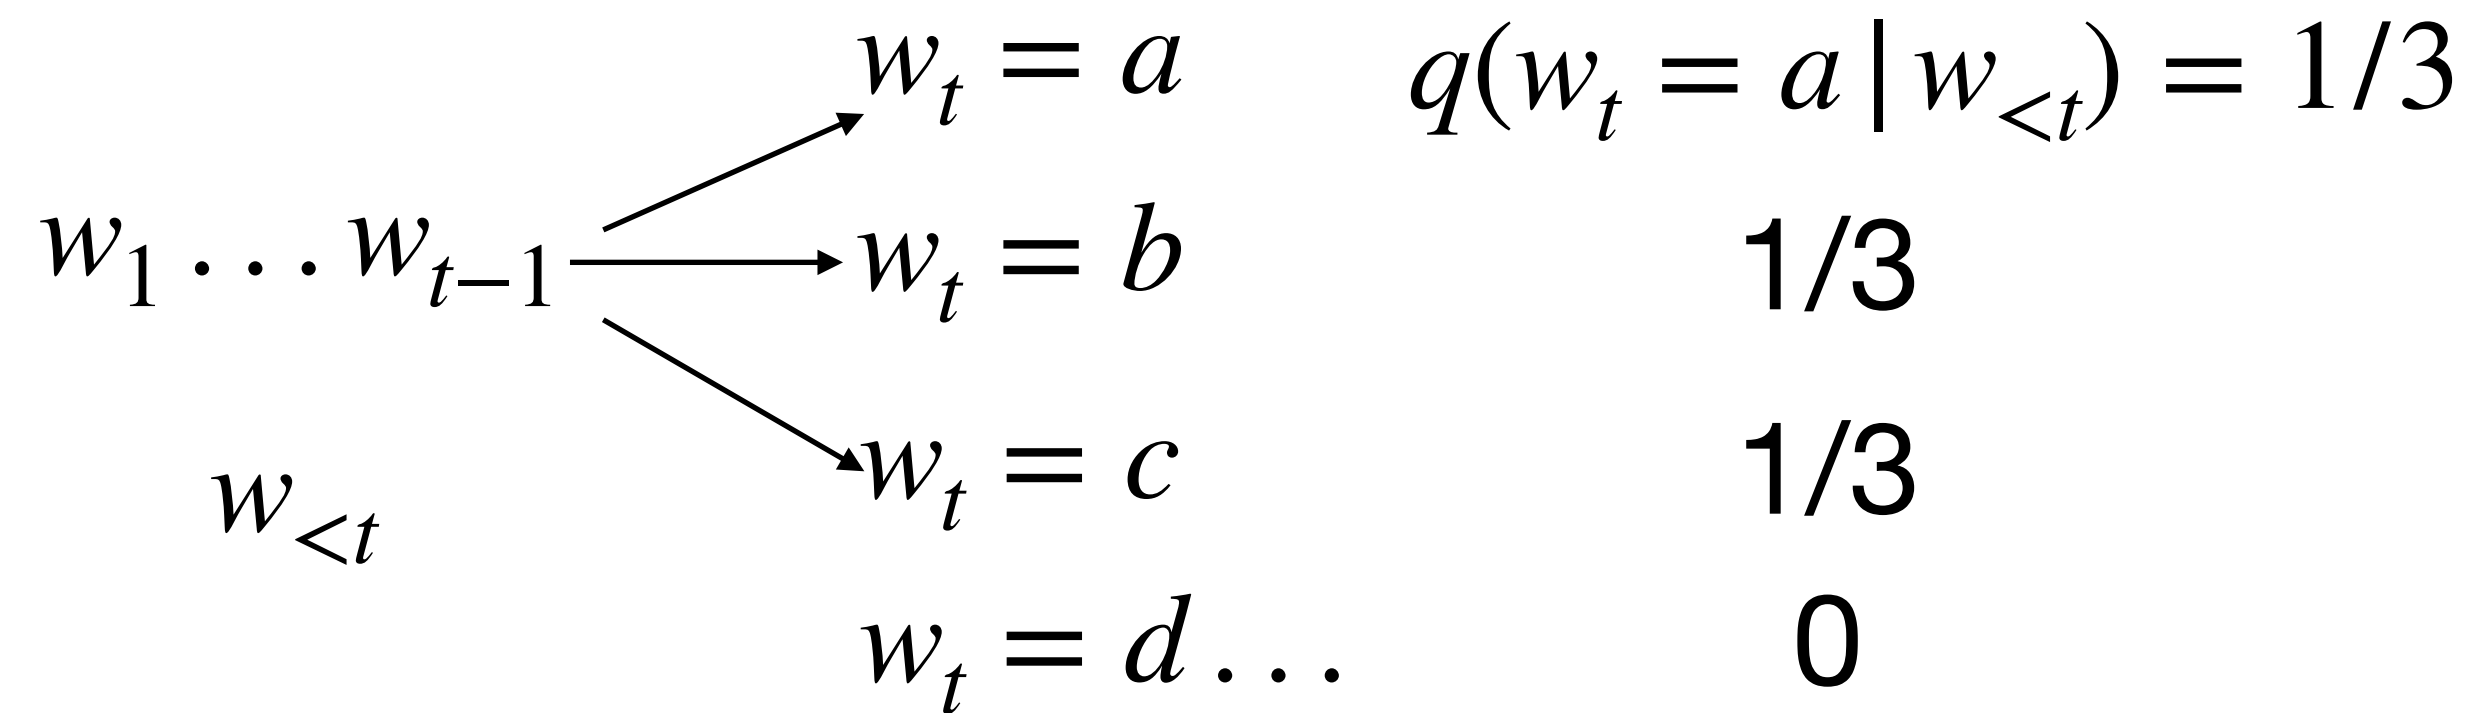 w_t = a q(w_t = a | w_{<t}) = 1/3
w_1 … w_{t−1} w_t = b 1/3
w_t = c 1/3
w_{<t}
w_t = d … 0